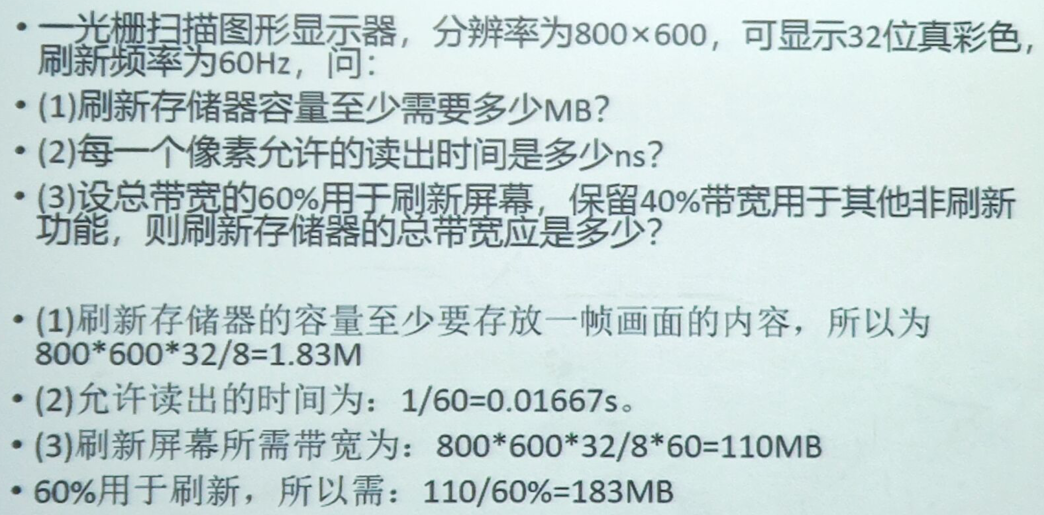 • 一光栅扫描图形显示器，分辨率为800×600，可显示32位真彩色，
刷新频率为60Hz，问：
• (1)刷新存储器容量至少需要多少MB？
• (2)每一个像素允许的读出时间是多少ns？
• (3)设总带宽的60%用于刷新屏幕，保留40%带宽用于其他非刷新
功能，则刷新存储器的总带宽应是多少？
• (1)刷新存储器的容量至少要存放一帧画面的内容，所以为
800*600*32/8=1.83M
• (2)允许读出的时间为：1/60=0.01667s。
• (3)刷新屏幕所需带宽为：800*600*32/8*60=110MB
• 60%用于刷新，所以需：110/60%=183MB